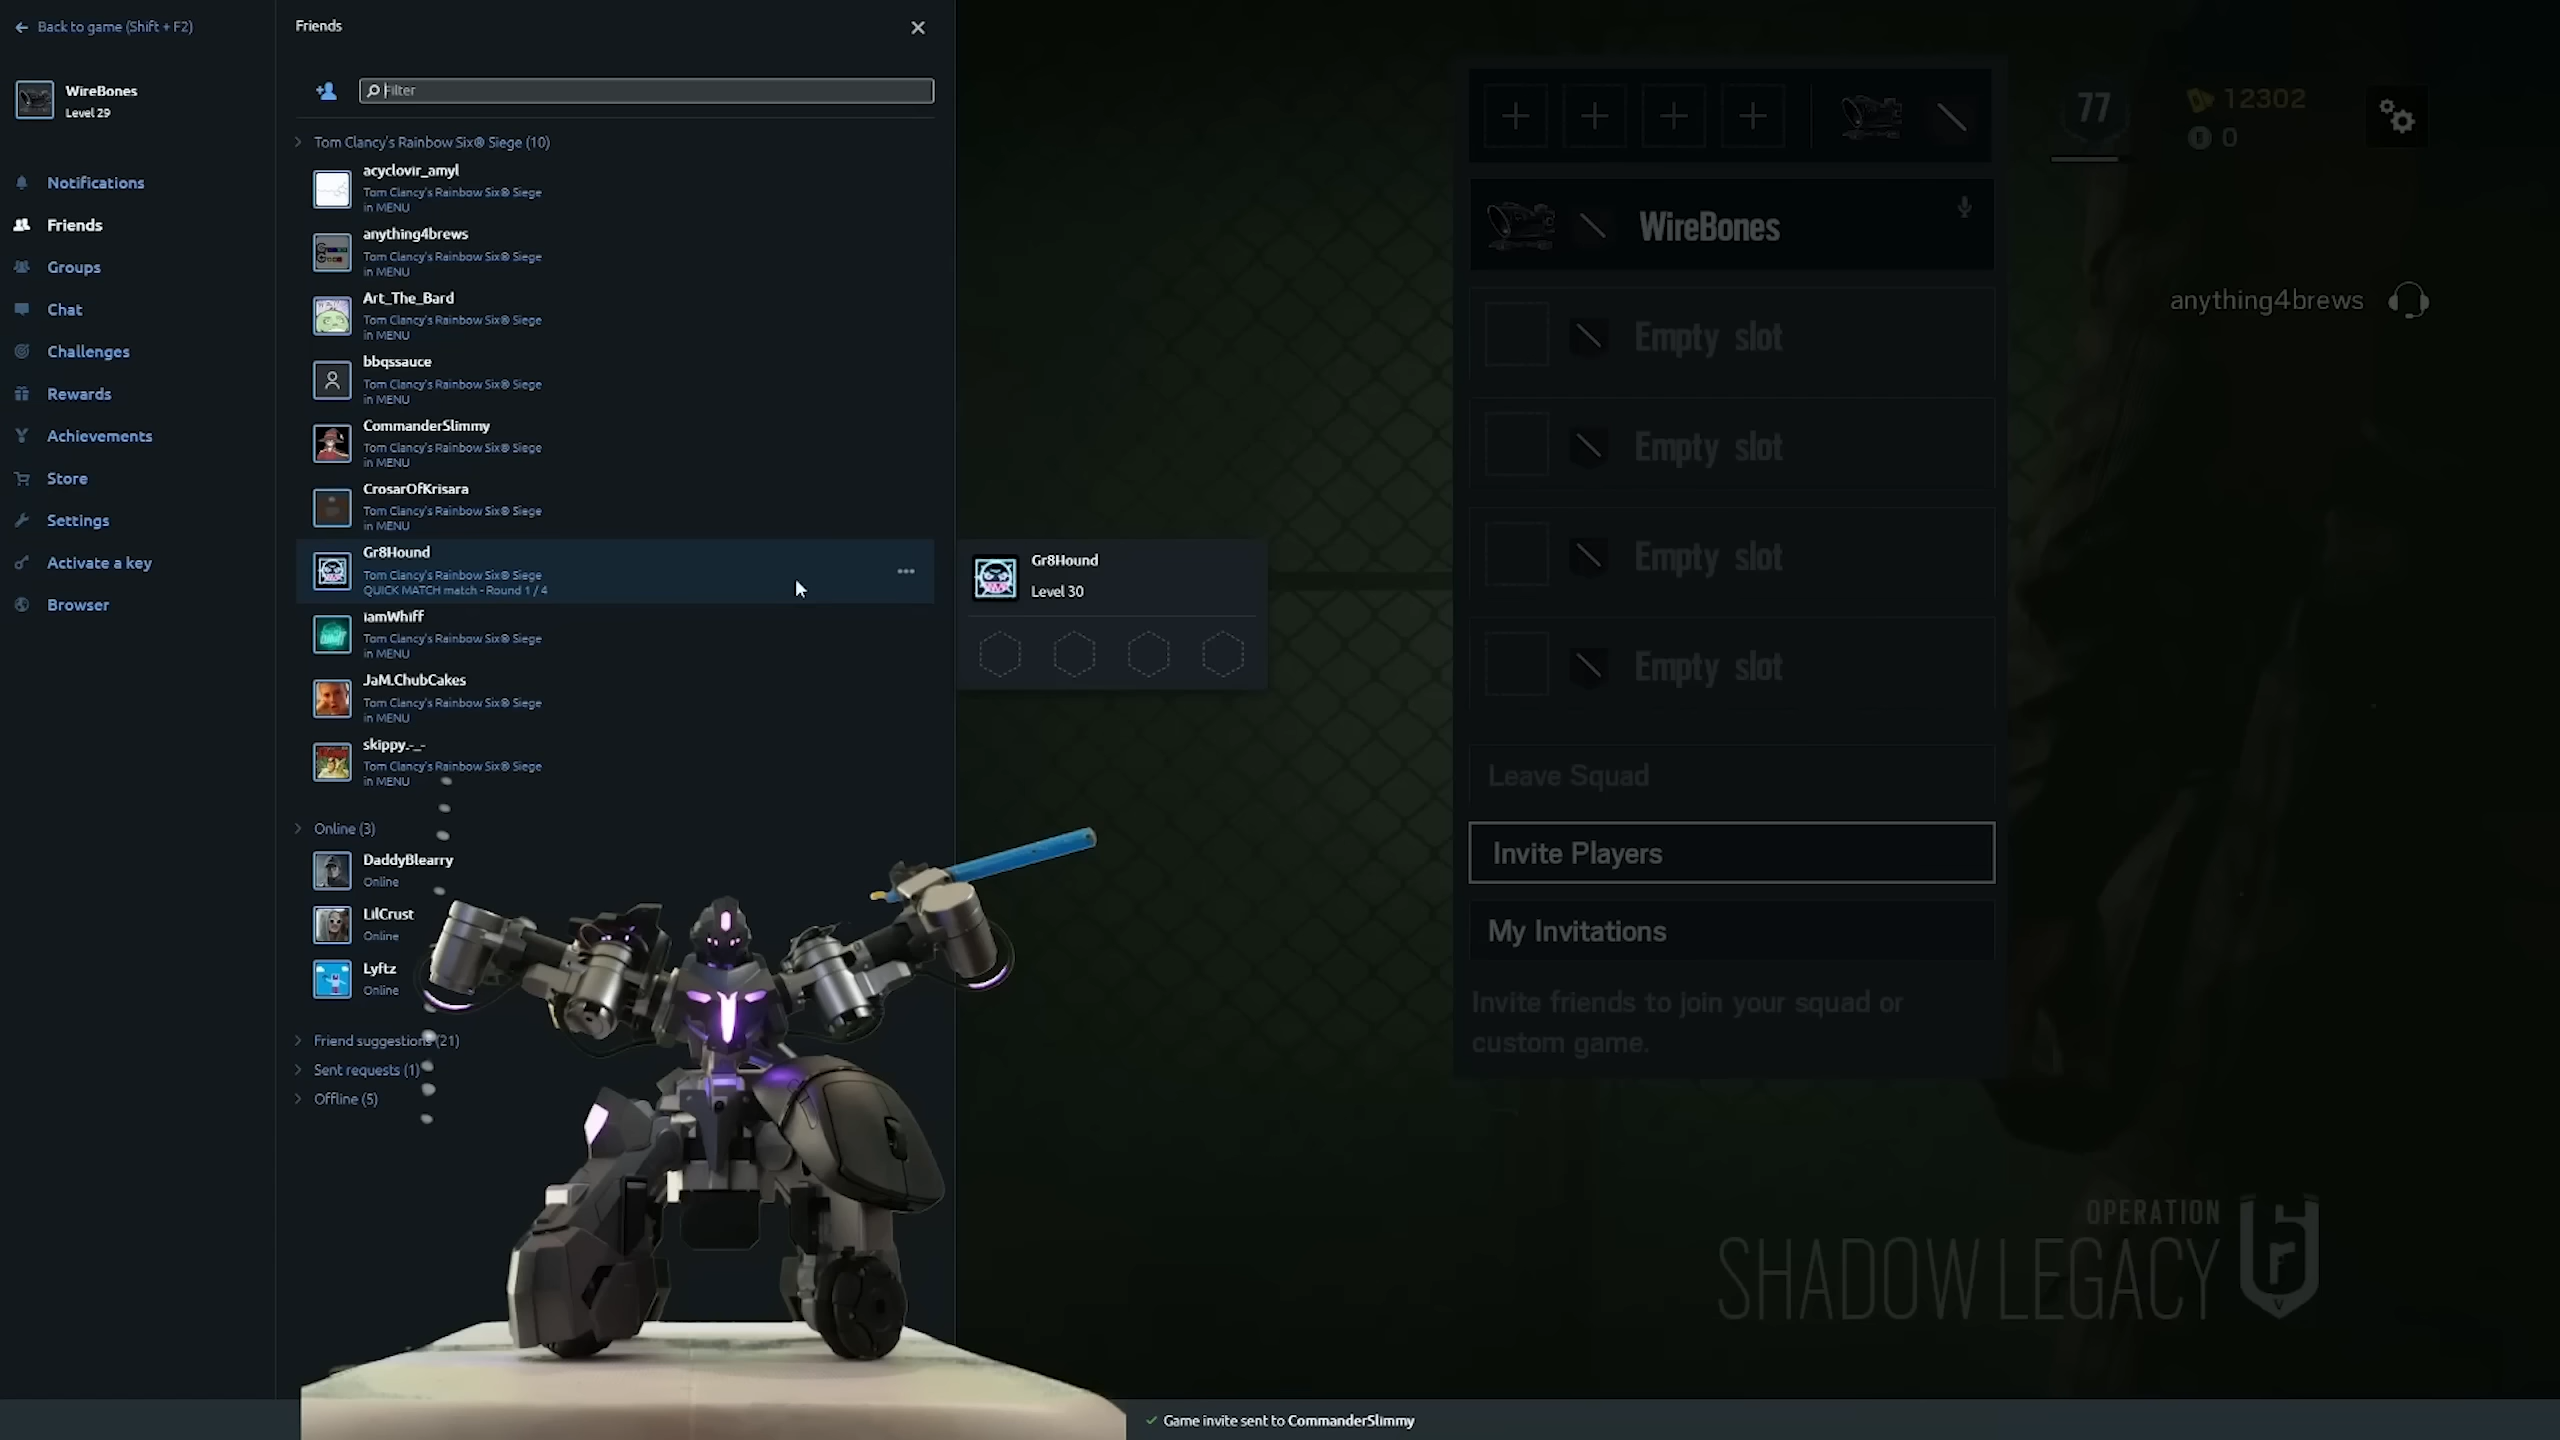 Back to game (Shift + F2)
WireBones
Level 29
Notifications
Friends
Groups
Chat
Challenges
Rewards
Achievements
Store
Settings
Activate a key
Browser
Friends
Filter
Tom Clancy's Rainbow Six® Siege (10)
acyclovir_amyl
Tom Clancy's Rainbow Six® Siege
in MENU
anything4brews
Tom Clancy's Rainbow Six® Siege
in MENU
Art_The_Bard
Tom Clancy's Rainbow Six® Siege
in MENU
bbqssauce
Tom Clancy's Rainbow Six® Siege
in MENU
CommanderSlimmy
Tom Clancy's Rainbow Six® Siege
in MENU
CrosarOfKrisara
Tom Clancy's Rainbow Six® Siege
in MENU
Gr8Hound
Tom Clancy's Rainbow Six® Siege
QUICK MATCH match - Round 1 / 4
iamWhiff
Tom Clancy's Rainbow Six® Siege
in MENU
JaM.ChubCakes
Tom Clancy's Rainbow Six® Siege
in MENU
skippy.-_-
Tom Clancy's Rainbow Six® Siege
in MENU
Online (3)
DaddyBlearry
Online
LilCrust
Online
Lyftz
Online
Friend suggestions (21)
Sent requests (1)
Offline (5)
Gr8Hound
Level 30
WireBones
Empty slot
Empty slot
Empty slot
Empty slot
Leave Squad
Invite Players
My Invitations
Invite friends to join your squad or
custom game.
77
12302
0
anything4brews
OPERATION
SHADOW LEGACY
Game invite sent to CommanderSlimmy